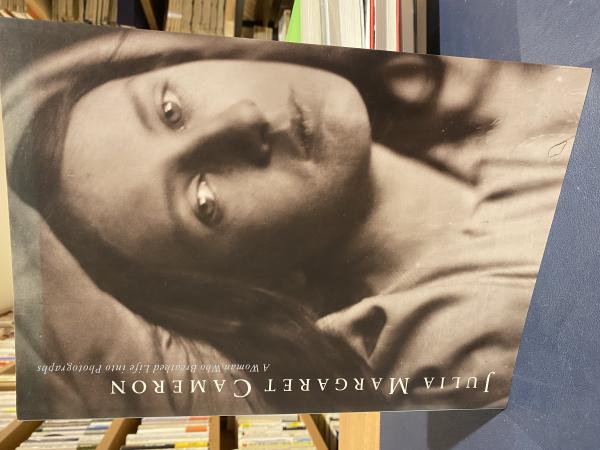 JULIA MARGARET CAMERON
A Woman Who Breathed Life into Photographs